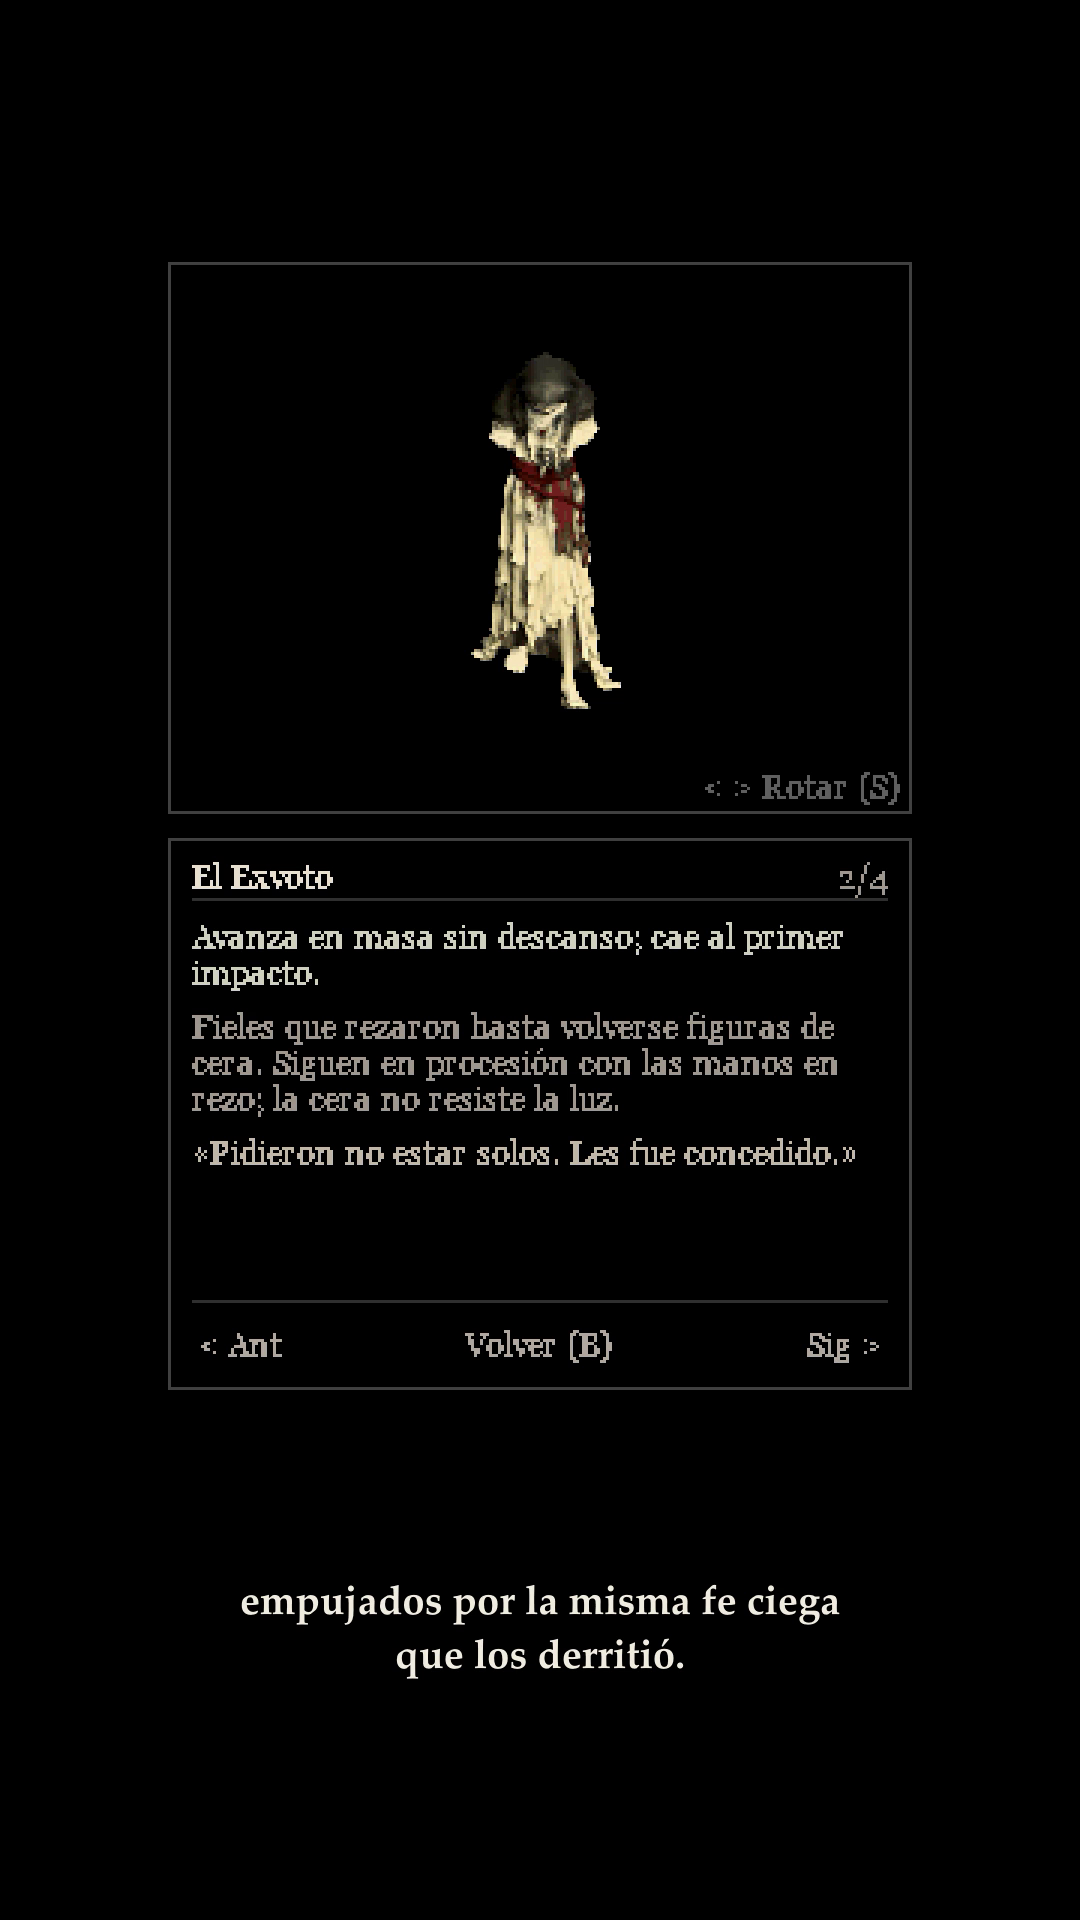 < > Rotar (S)
El Exvoto 2/4
Avanza en masa sin descanso; cae al primer
impacto.
Fieles que rezaron hasta volverse figuras de
cera. Siguen en procesión con las manos en
rezo; la cera no resiste la luz.
«Pidieron no estar solos. Les fue concedido.»
< Ant Volver (E) Sig >
empujados por la misma fe ciega
que los derritió.